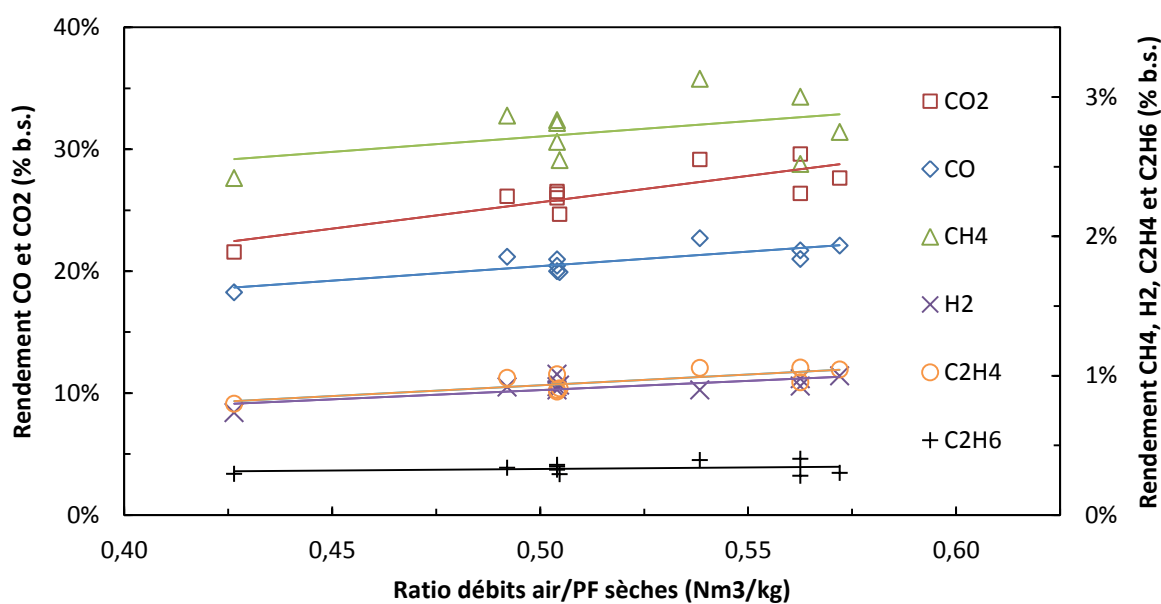 40%
30%
20%
10%
0%
Rendement CO et CO2 (% b.s.)
3%
2%
1%
0%
Rendement CH4, H2, C2H4 et C2H6 (% b.s.)
CO2
CO
CH4
H2
C2H4
C2H6
0,40 0,45 0,50 0,55 0,60
Ratio débits air/PF sèches (Nm3/kg)